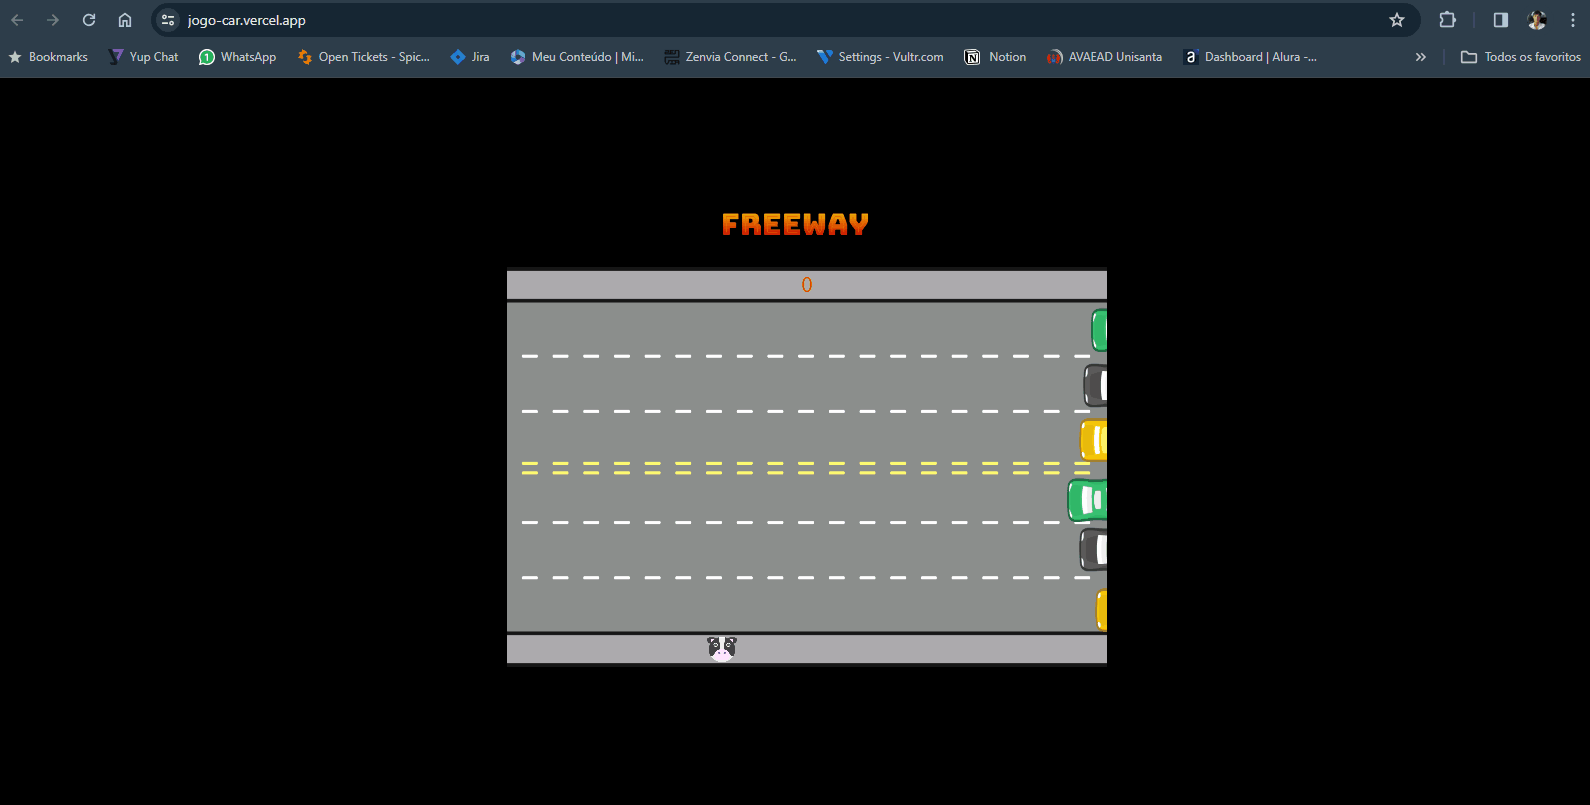 jogo-car.vercel.app
Bookmarks Yup Chat 1 WhatsApp Open Tickets - Spic... Jira Meu Conteúdo | Mi... Zenvia Connect - G... Settings - Vultr.com Notion AVAEAD Unisanta a Dashboard | Alura -... » Todos os favoritos
FREEWAY
0